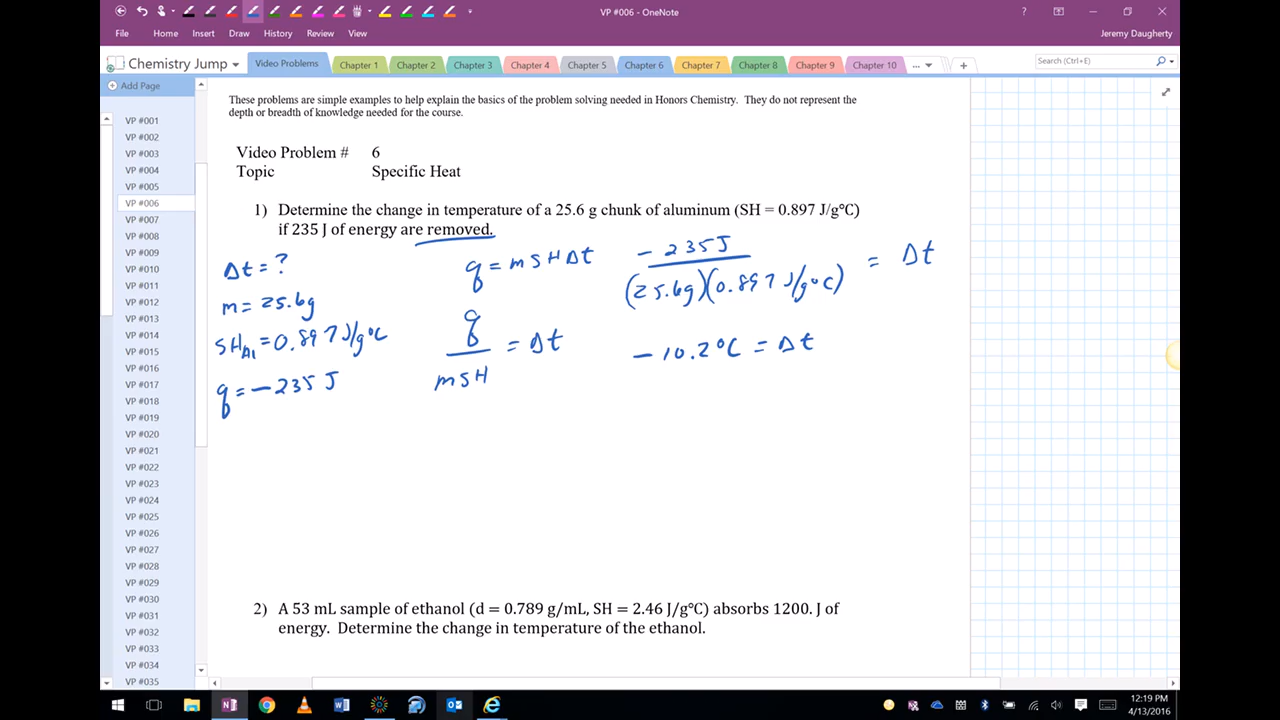 VP #006 - OneNote
File Home Insert Draw History Review View
Jeremy Daugherty
Chemistry Jump Video Problems Chapter 1 Chapter 2 Chapter 3 Chapter 4 Chapter 5 Chapter 6 Chapter 7 Chapter 8 Chapter 9 Chapter 10 ... Search (Ctrl+E)
Add Page
VP #001
VP #002
VP #003
VP #004
VP #005
VP #006
VP #007
VP #008
VP #009
VP #010
VP #011
VP #012
VP #013
VP #014
VP #015
VP #016
VP #017
VP #018
VP #019
VP #020
VP #021
VP #022
VP #023
VP #024
VP #025
VP #026
VP #027
VP #028
VP #029
VP #030
VP #031
VP #032
VP #033
VP #034
VP #035
These problems are simple examples to help explain the basics of the problem solving needed in Honors Chemistry. They do not represent the
depth or breadth of knowledge needed for the course.
Video Problem # 6
Topic Specific Heat
1) Determine the change in temperature of a 25.6 g chunk of aluminum (SH = 0.897 J/g°C)
if 235 J of energy are removed.
Δt = ?
m = 25.6g
SH Al = 0.897 J/g°C
q = -235 J
q = m SH Δt
q
= Δt
m SH
-235 J
= Δt
(25.6g)(0.897 J/g°C)
-10.2°C = Δt
2) A 53 mL sample of ethanol (d = 0.789 g/mL, SH = 2.46 J/g°C) absorbs 1200. J of
energy. Determine the change in temperature of the ethanol.
12:19 PM
4/13/2016